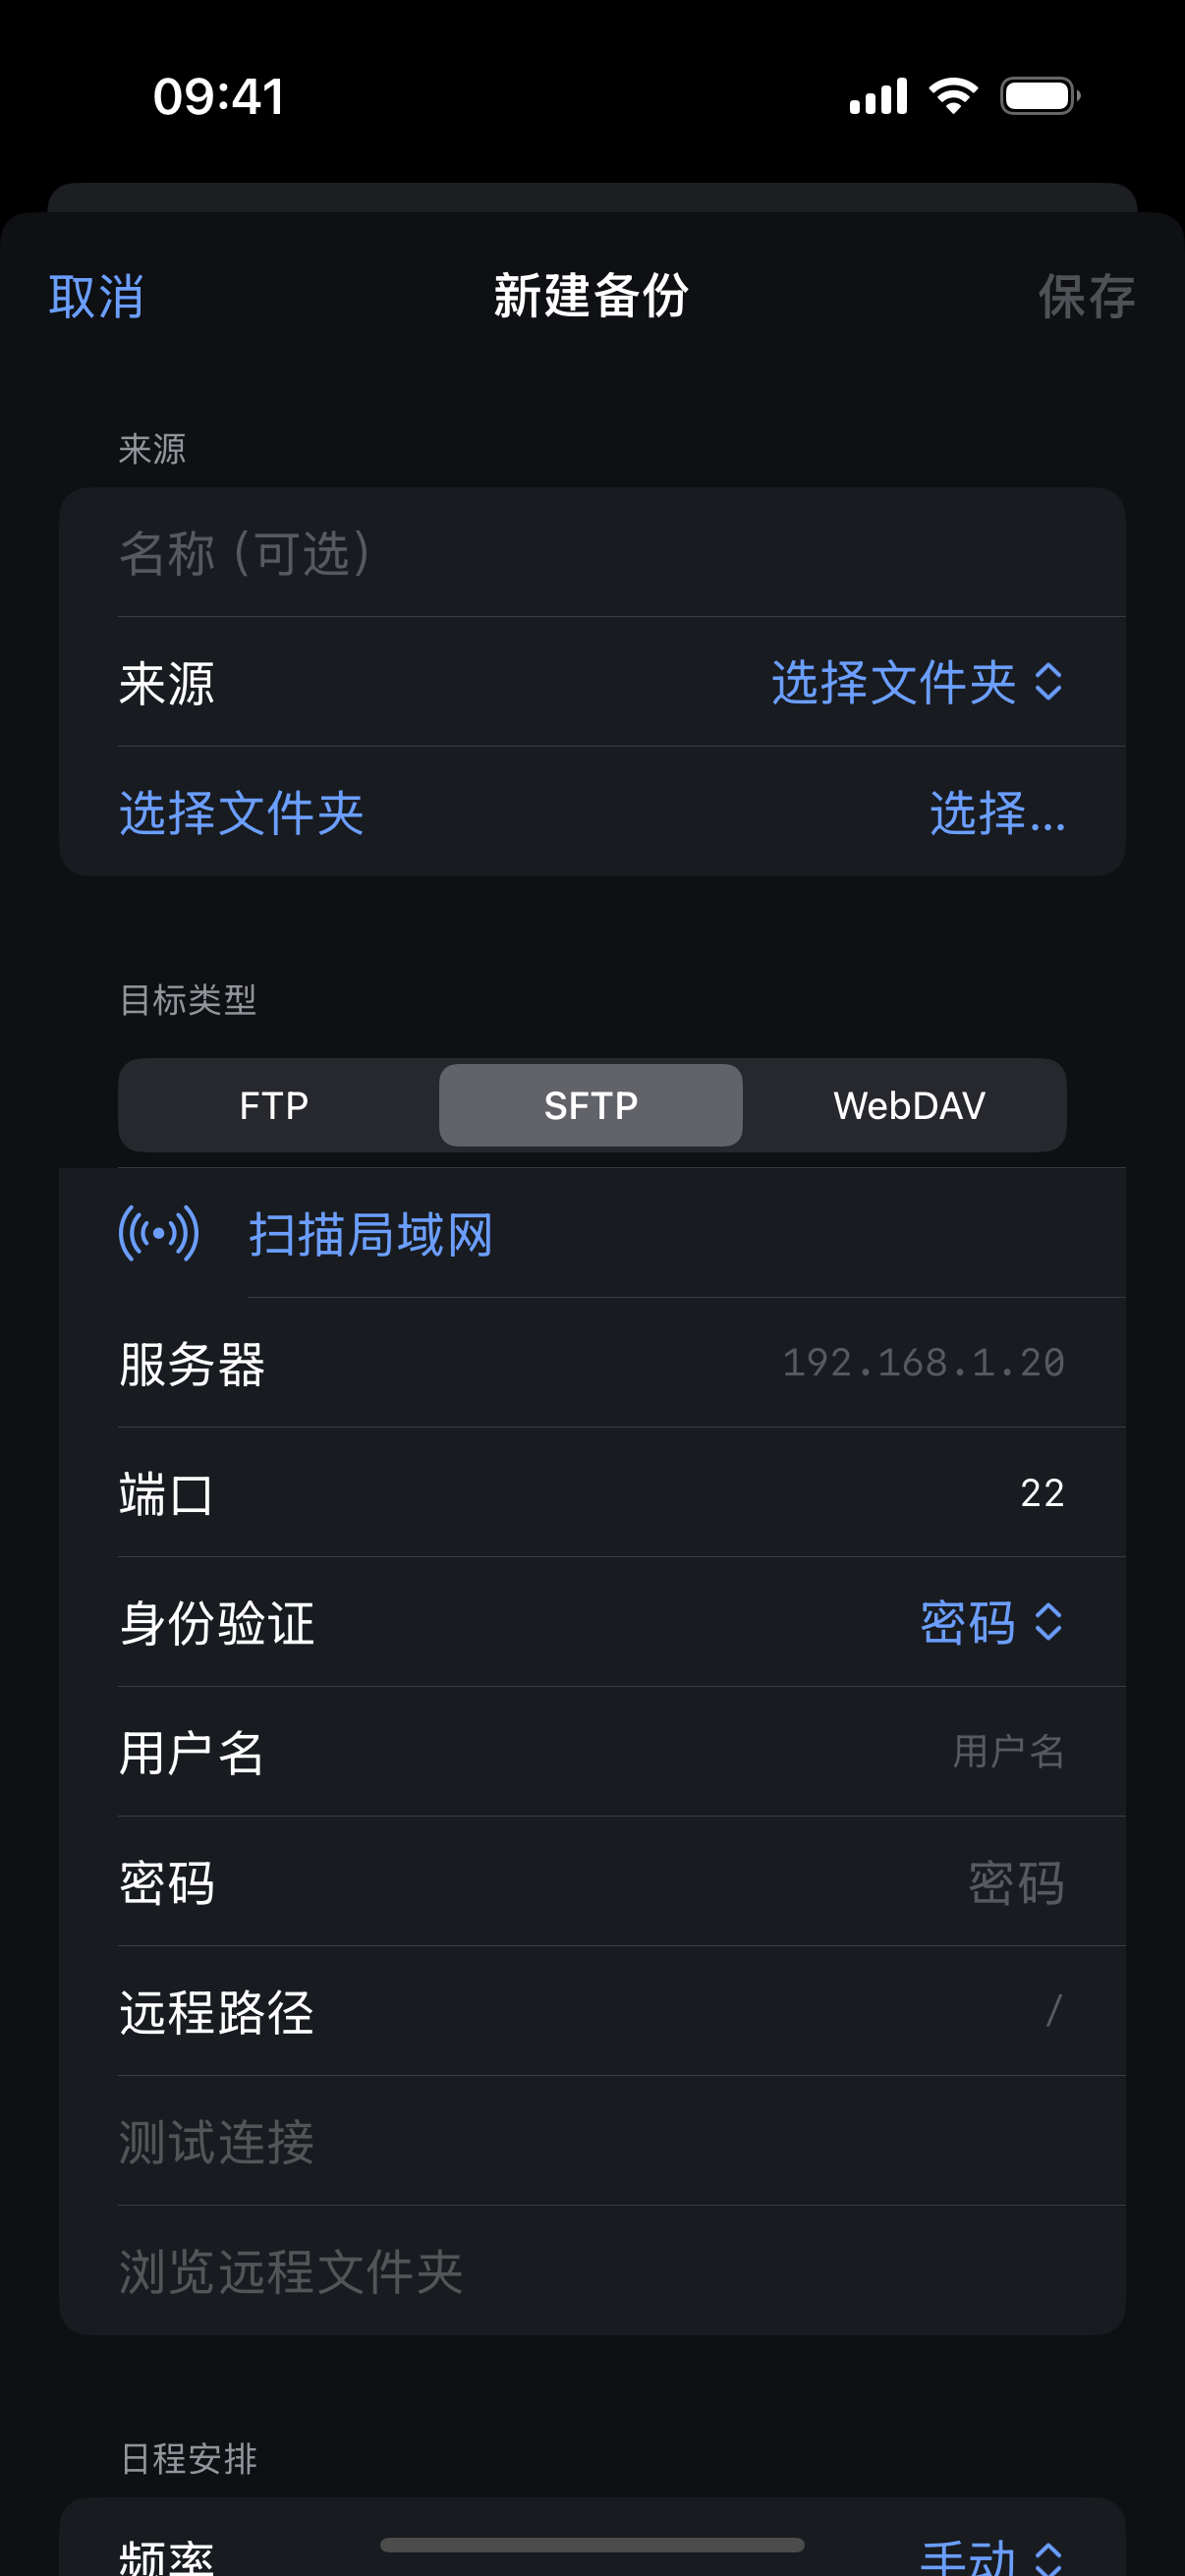 09:41
取消 新建备份 保存
来源
名称（可选）
来源 选择文件夹
选择文件夹 选择...
目标类型
FTP SFTP WebDAV
扫描局域网
服务器 192.168.1.20
端口 22
身份验证 密码
用户名 用户名
密码 密码
远程路径 /
测试连接
浏览远程文件夹
日程安排
频率 手动